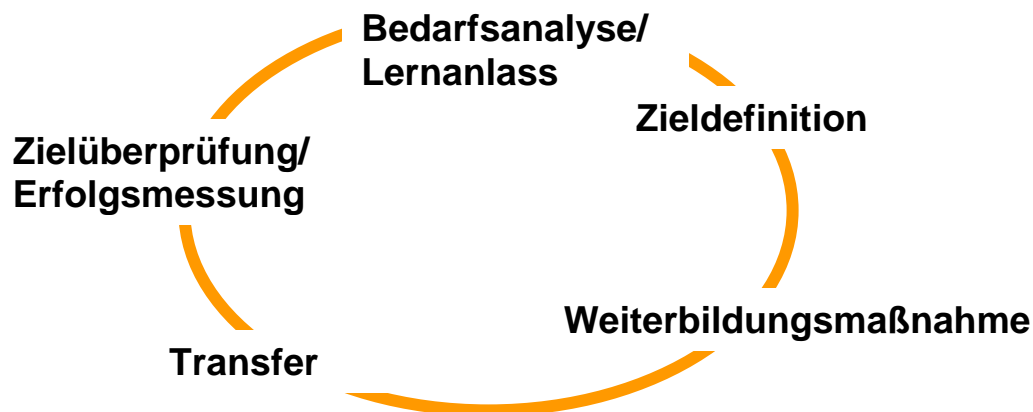 Bedarfsanalyse/
Lernanlass
Zieldefinition
Weiterbildungsmaßnahme
Transfer
Zielüberprüfung/
Erfolgsmessung